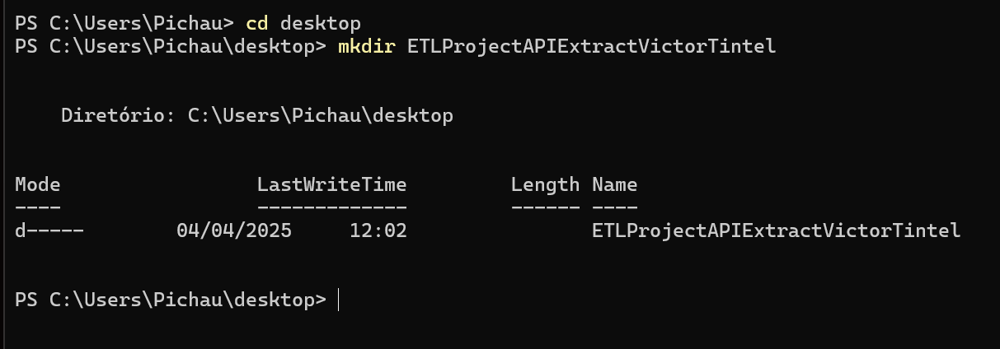 PS C:\Users\Pichau> cd desktop
PS C:\Users\Pichau\desktop> mkdir ETLProjectAPIExtractVictorTintel
Diretório: C:\Users\Pichau\desktop
Mode                 LastWriteTime         Length Name
----                 -------------         ------ ----
d-----        04/04/2025     12:02                ETLProjectAPIExtractVictorTintel
PS C:\Users\Pichau\desktop>